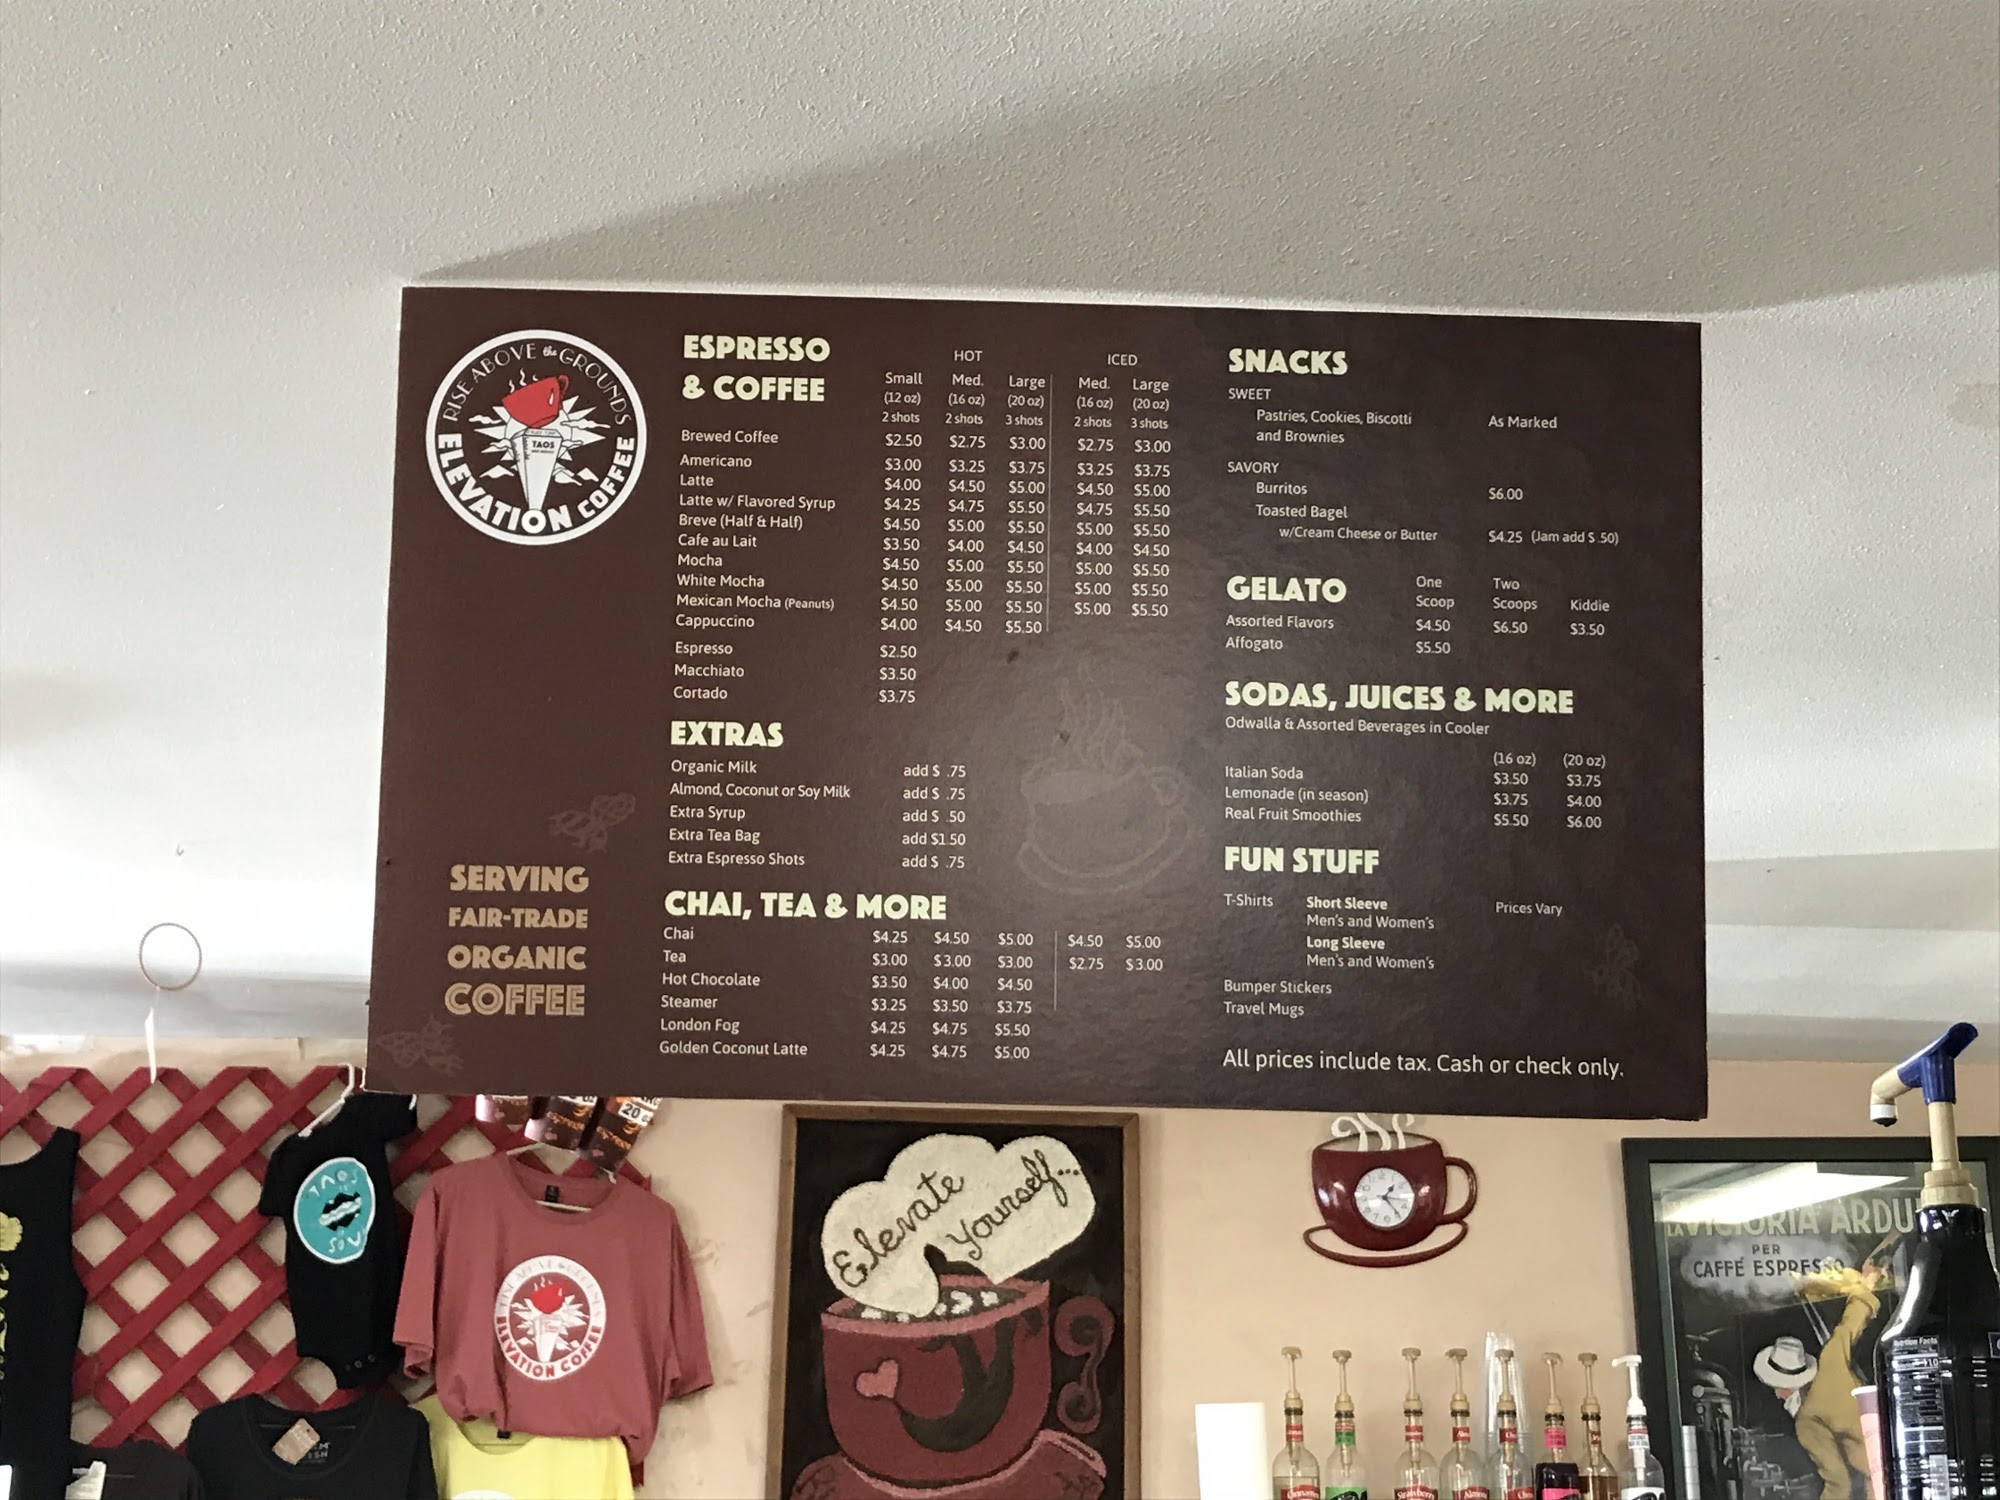 RISE ABOVE the GROUNDS
TAOS
ELEVATION COFFEE
SERVING
FAIR-TRADE
ORGANIC
COFFEE
ESPRESSO
& COFFEE
HOT ICED
Small Med. Large Med. Large
(12 oz) (16 oz) (20 oz) (16 oz) (20 oz)
2 shots 2 shots 3 shots 2 shots 3 shots
Brewed Coffee $2.50 $2.75 $3.00 $2.75 $3.00
Americano $3.00 $3.25 $3.75 $3.25 $3.75
Latte $4.00 $4.50 $5.00 $4.50 $5.00
Latte w/ Flavored Syrup $4.25 $4.75 $5.50 $4.75 $5.50
Breve (Half & Half) $4.50 $5.00 $5.50 $5.00 $5.50
Cafe au Lait $3.50 $4.00 $4.50 $4.00 $4.50
Mocha $4.50 $5.00 $5.50 $5.00 $5.50
White Mocha $4.50 $5.00 $5.50 $5.00 $5.50
Mexican Mocha (Peanuts) $4.50 $5.00 $5.50 $5.00 $5.50
Cappuccino $4.00 $4.50 $5.50
Espresso $2.50
Macchiato $3.50
Cortado $3.75
EXTRAS
Organic Milk add $ .75
Almond, Coconut or Soy Milk add $ .75
Extra Syrup add $ .50
Extra Tea Bag add $1.50
Extra Espresso Shots add $ .75
CHAI, TEA & MORE
Chai $4.25 $4.50 $5.00 $4.50 $5.00
Tea $3.00 $3.00 $3.00 $2.75 $3.00
Hot Chocolate $3.50 $4.00 $4.50
Steamer $3.25 $3.50 $3.75
London Fog $4.25 $4.75 $5.50
Golden Coconut Latte $4.25 $4.75 $5.00
SNACKS
SWEET
Pastries, Cookies, Biscotti
and Brownies As Marked
SAVORY
Burritos $6.00
Toasted Bagel
w/Cream Cheese or Butter $4.25 (Jam add $ .50)
GELATO
One Two
Scoop Scoops Kiddie
Assorted Flavors $4.50 $6.50 $3.50
Affogato $5.50
SODAS, JUICES & MORE
Odwalla & Assorted Beverages in Cooler
(16 oz) (20 oz)
Italian Soda $3.50 $3.75
Lemonade (in season) $3.75 $4.00
Real Fruit Smoothies $5.50 $6.00
FUN STUFF
T-Shirts Short Sleeve Prices Vary
Men's and Women's
Long Sleeve
Men's and Women's
Bumper Stickers
Travel Mugs
All prices include tax. Cash or check only.
20 oz
TAOS
SOUL
ELEVATION COFFEE
Elevate
Yourself...
LA VICTORIA ARDU
PER
CAFFÉ ESPRESSO
Nutrition Facts
Strawberry